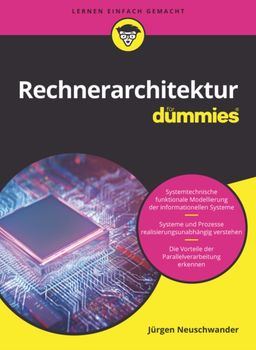 LERNEN EINFACH GEMACHT
Rechnerarchitektur
für
dummies®
Systemtechnische
funktionale Modellierung
der informationellen Systeme
Systeme und Prozesse
realisierungsunabhängig verstehen
Die Vorteile der
Parallelverarbeitung
erkennen
Jürgen Neuschwander